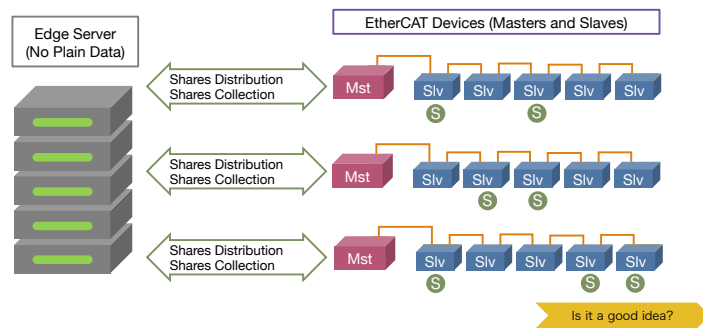 Edge Server
(No Plain Data)
EtherCAT Devices (Masters and Slaves)
Shares Distribution
Shares Collection
Mst
Slv Slv Slv Slv Slv
S S
Shares Distribution
Shares Collection
Mst
Slv Slv Slv Slv Slv
S S
Shares Distribution
Shares Collection
Mst
Slv Slv Slv Slv Slv
S S S
Is it a good idea?